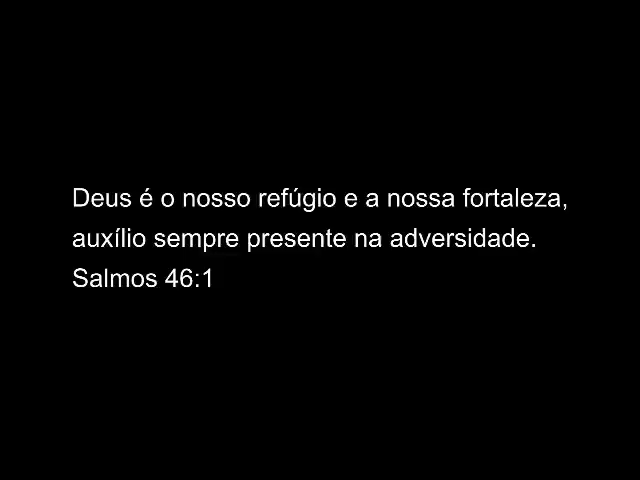 Deus é o nosso refúgio e a nossa fortaleza,
auxílio sempre presente na adversidade.
Salmos 46:1